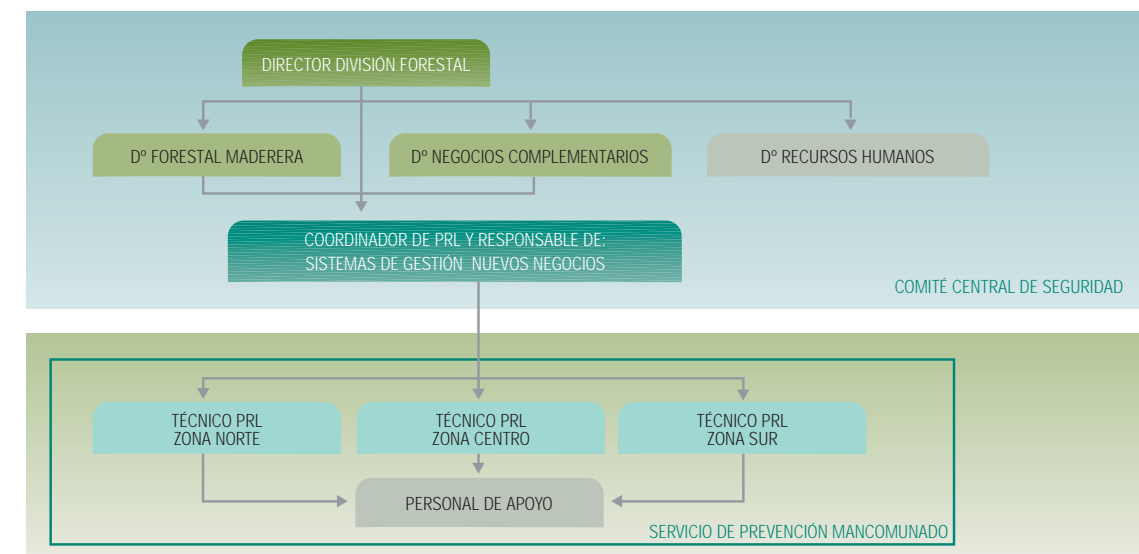 DIRECTOR DIVISIÓN FORESTAL
Dº FORESTAL MADERERA
Dº NEGOCIOS COMPLEMENTARIOS
Dº RECURSOS HUMANOS
COORDINADOR DE PRL Y RESPONSABLE DE:
SISTEMAS DE GESTIÓN NUEVOS NEGOCIOS
COMITÉ CENTRAL DE SEGURIDAD
TÉCNICO PRL
ZONA NORTE
TÉCNICO PRL
ZONA CENTRO
TÉCNICO PRL
ZONA SUR
PERSONAL DE APOYO
SERVICIO DE PREVENCIÓN MANCOMUNADO